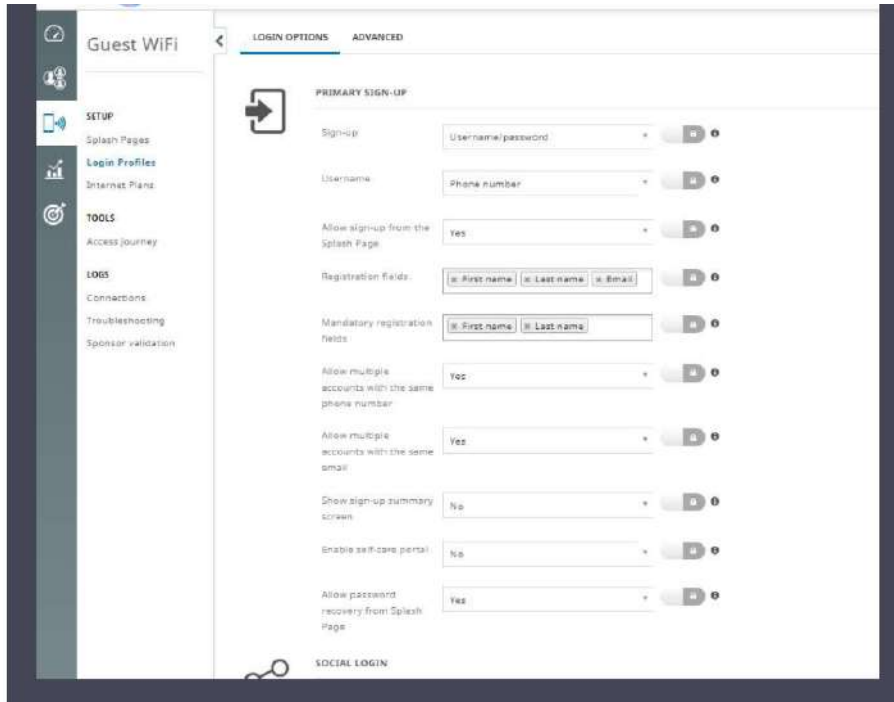 Guest WiFi
LOGIN OPTIONS
ADVANCED
SETUP
Splash Pages
Login Profiles
Internet Plans
TOOLS
Access Journey
LOGS
Connections
Troubleshooting
Sponsor validation
PRIMARY SIGN-UP
Sign-up
Username/password
Username
Phone number
Allow sign-up from the
Splash Page
Yes
Registration fields
First name
Last name
Email
Mandatory registration
fields
First name
Last name
Allow multiple
accounts with the same
phone number
Yes
Allow multiple
accounts with the same
email
Yes
Show sign-up summary
screen
No
Enable self-care portal
No
Allow password
recovery from Splash
Page
Yes
SOCIAL LOGIN